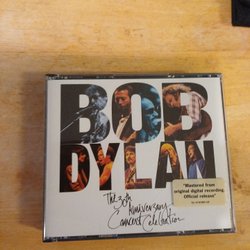 BOB
DYLAN
The 30th
Anniversary
Concert Celebration
"Mastered from
original digital recording
Official release"